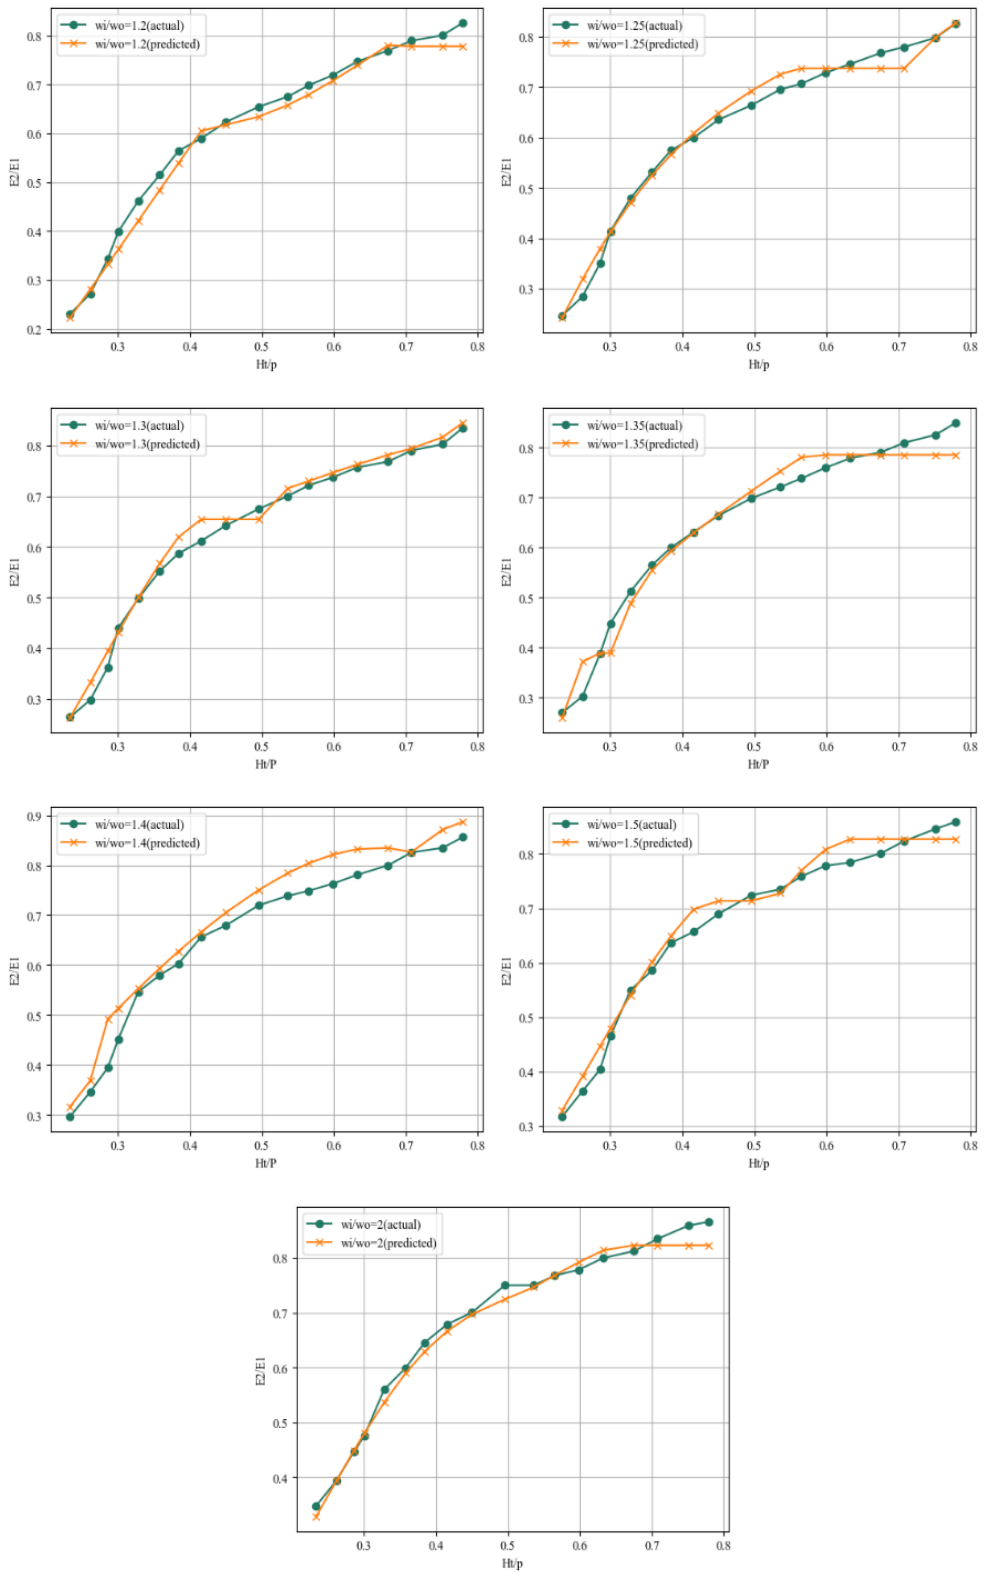 wi/wo=1.2(actual)
wi/wo=1.2(predicted)
0.8
0.7
0.6
0.5
0.4
0.3
0.2
E2/E1
0.3 0.4 0.5 0.6 0.7 0.8
Ht/p
wi/wo=1.25(actual)
wi/wo=1.25(predicted)
0.8
0.7
0.6
0.5
0.4
0.3
E2/E1
0.3 0.4 0.5 0.6 0.7 0.8
Ht/p
wi/wo=1.3(actual)
wi/wo=1.3(predicted)
0.8
0.7
0.6
0.5
0.4
0.3
E2/E1
0.3 0.4 0.5 0.6 0.7 0.8
Ht/P
wi/wo=1.35(actual)
wi/wo=1.35(predicted)
0.8
0.7
0.6
0.5
0.4
0.3
E2/E1
0.3 0.4 0.5 0.6 0.7 0.8
Ht/P
wi/wo=1.4(actual)
wi/wo=1.4(predicted)
0.9
0.8
0.7
0.6
0.5
0.4
0.3
E2/E1
0.3 0.4 0.5 0.6 0.7 0.8
Ht/P
wi/wo=1.5(actual)
wi/wo=1.5(predicted)
0.8
0.7
0.6
0.5
0.4
0.3
E2/E1
0.3 0.4 0.5 0.6 0.7 0.8
Ht/p
wi/wo=2(actual)
wi/wo=2(predicted)
0.8
0.7
0.6
0.5
0.4
E2/E1
0.3 0.4 0.5 0.6 0.7 0.8
Ht/p